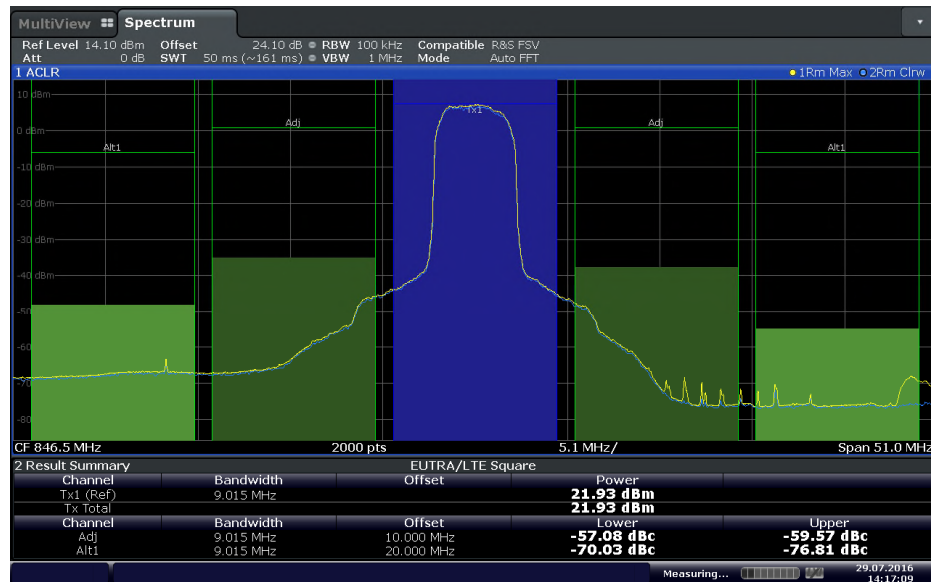 MultiView Spectrum
Ref Level 14.10 dBm Offset 24.10 dB RBW 100 kHz Compatible R&S FSV
Att 0 dB SWT 50 ms (~161 ms) VBW 1 MHz Mode Auto FFT
1 ACLR 1Rm Max 2Rm Clrw
10 dBm
Tx1
Adj Adj
0 dBm
Alt1 Alt1
-10 dBm
-20 dBm
-30 dBm
-40 dBm
-50
-60
-70
-80
CF 846.5 MHz 2000 pts 5.1 MHz/ Span 51.0 MHz
2 Result Summary EUTRA/LTE Square
Channel Bandwidth Offset Power
Tx1 (Ref) 9.015 MHz 21.93 dBm
Tx Total 21.93 dBm
Channel Bandwidth Offset Lower Upper
Adj 9.015 MHz 10.000 MHz -57.08 dBc -59.57 dBc
Alt1 9.015 MHz 20.000 MHz -70.03 dBc -76.81 dBc
Measuring... 29.07.2016
14:17:09